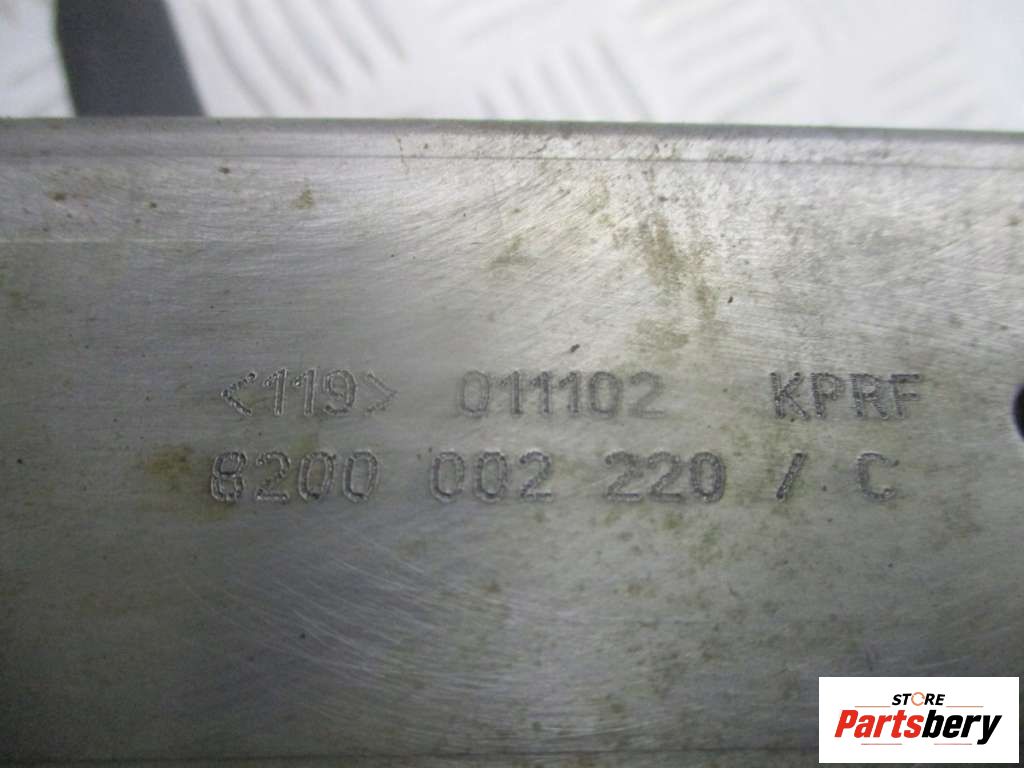 <119> 011102 KPRF
8200 002 220 / C
STORE
Partsbery